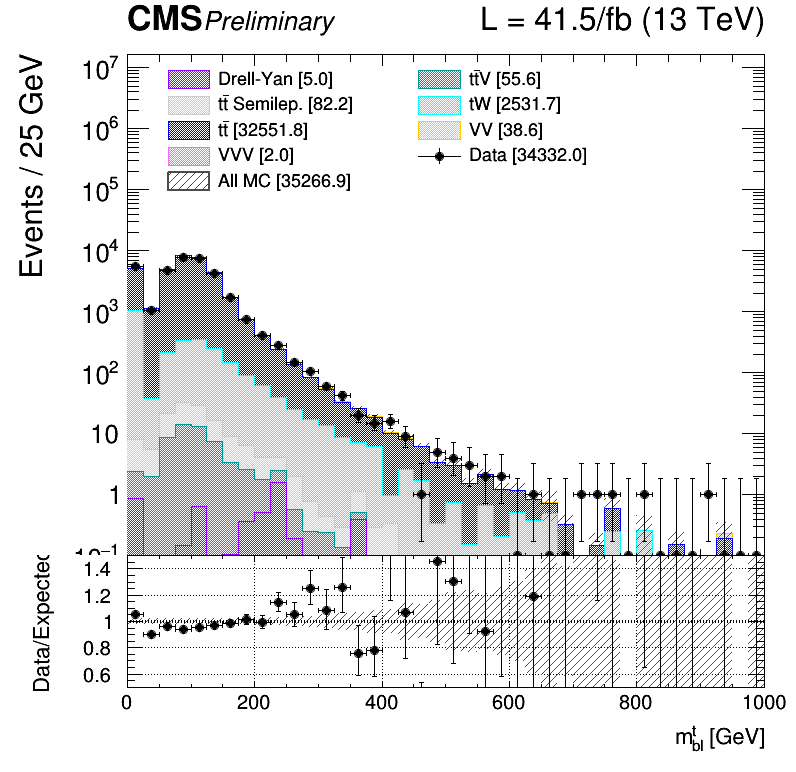 CMS Preliminary L = 41.5/fb (13 TeV)
Events / 25 GeV
10⁷
10⁶
10⁵
10⁴
10³
10²
10
1
10⁻¹
Drell-Yan [5.0]
tt̄V [55.6]
tt̄ Semilep. [82.2]
tW [2531.7]
tt̄ [32551.8]
VV [38.6]
VVV [2.0]
Data [34332.0]
All MC [35266.9]
Data/Expected
1.4
1.2
1
0.8
0.6
0 200 400 600 800 1000
mᵗbl [GeV]